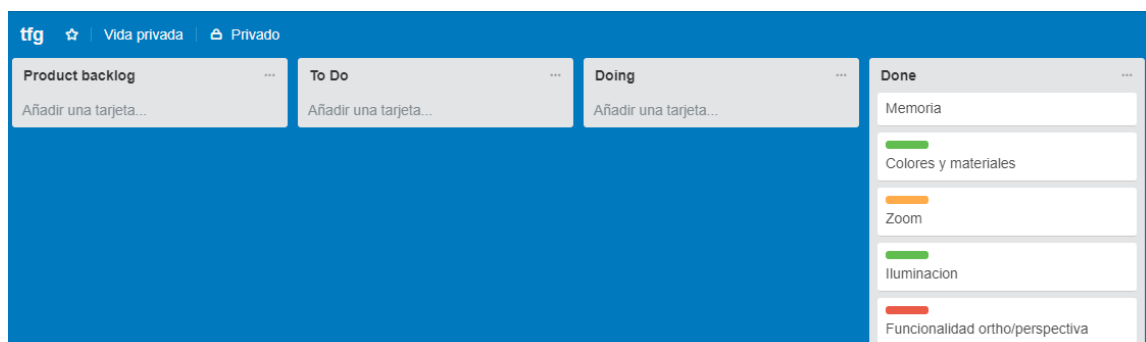 tfg Vida privada Privado
Product backlog ...
Añadir una tarjeta...
To Do ...
Añadir una tarjeta...
Doing ...
Añadir una tarjeta...
Done ...
Memoria
Colores y materiales
Zoom
Iluminacion
Funcionalidad ortho/perspectiva